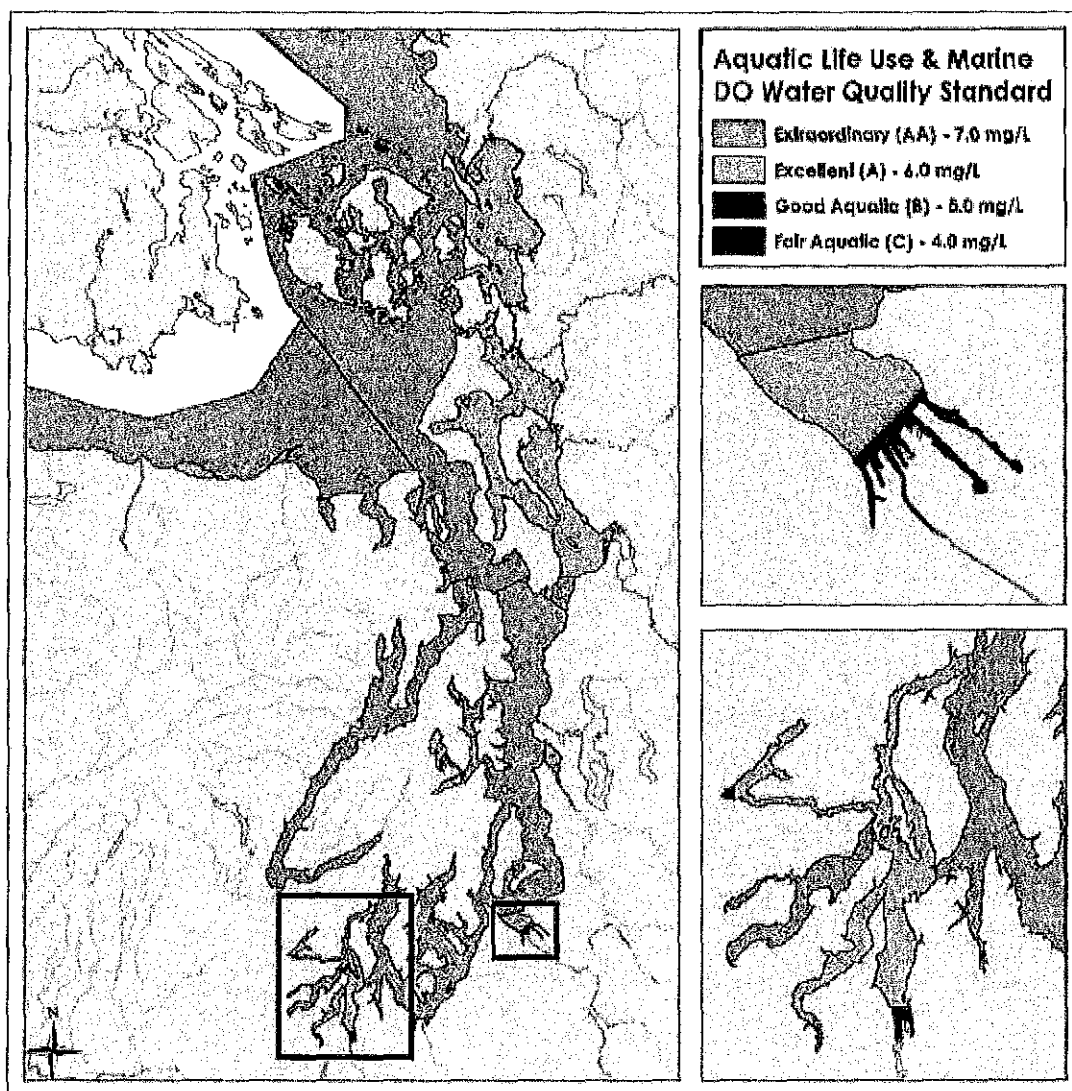 Aquatic Life Use & Marine
DO Water Quality Standard
Extraordinary (AA) - 7.0 mg/L
Excellent (A) - 6.0 mg/L
Good Aquatic (B) - 5.0 mg/L
Fair Aquatic (C) - 4.0 mg/L
N